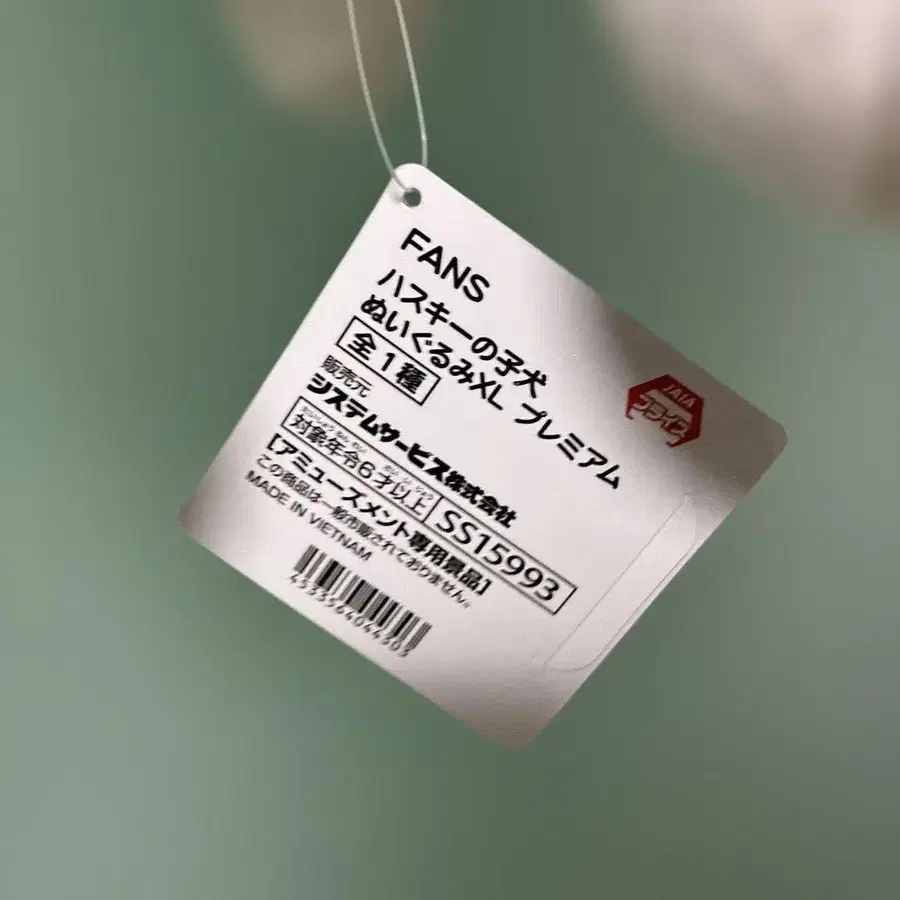 FANS
ハスキーの子犬
ぬいぐるみXL プレミアム
全1種
販売元
システムサービス株式会社
対象年令6才以上 SS15993
【アミューズメント専用景品】
この商品は一般市販されておりません。
MADE IN VIETNAM
JAIA
プライズ